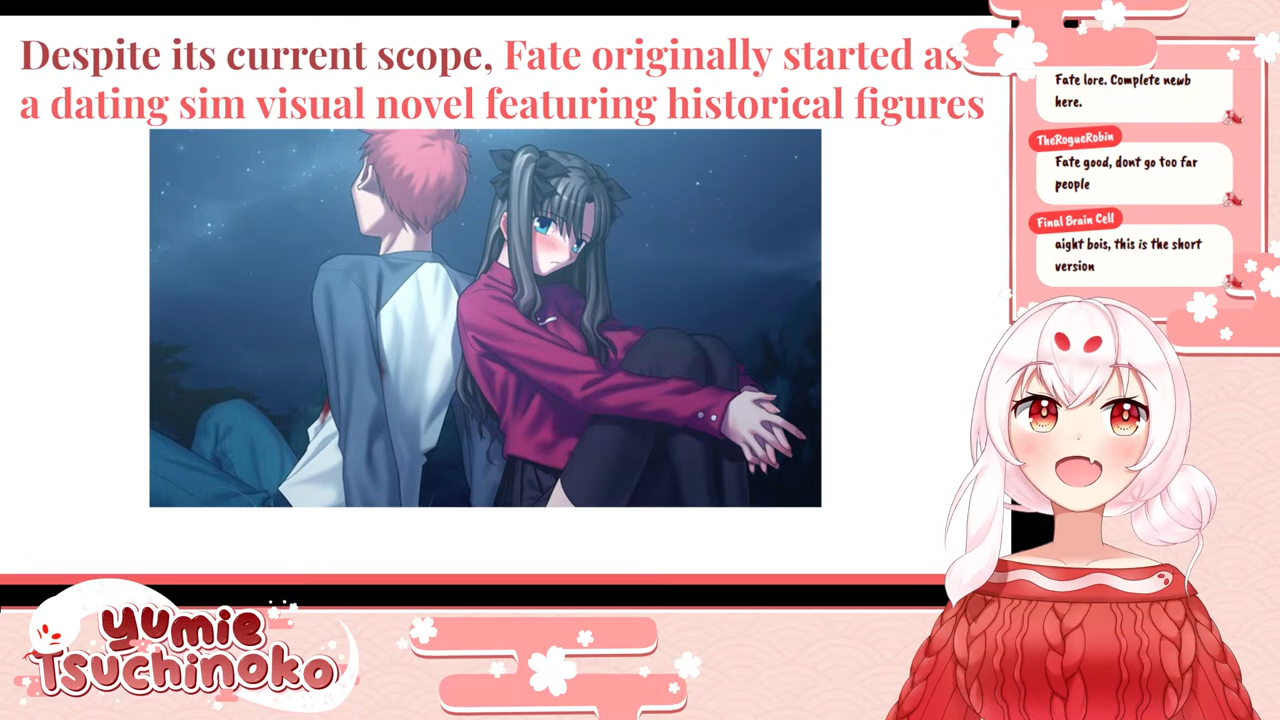 Despite its current scope, Fate originally started as
a dating sim visual novel featuring historical figures
Fate lore. Complete newb
here.
TheRogueRobin
Fate good, dont go too far
people
Final Brain Cell
aight bois, this is the short
version
yumie
Tsuchinoko